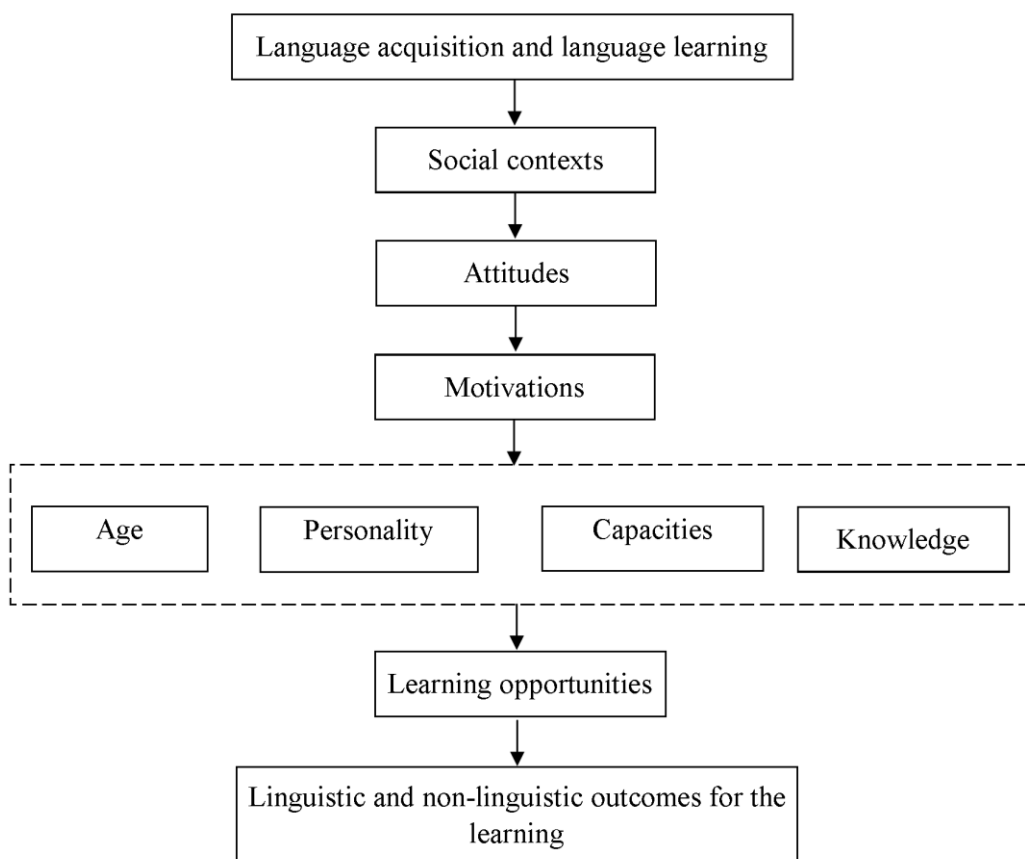 Language acquisition and language learning
Social contexts
Attitudes
Motivations
Age
Personality
Capacities
Knowledge
Learning opportunities
Linguistic and non-linguistic outcomes for the
learning